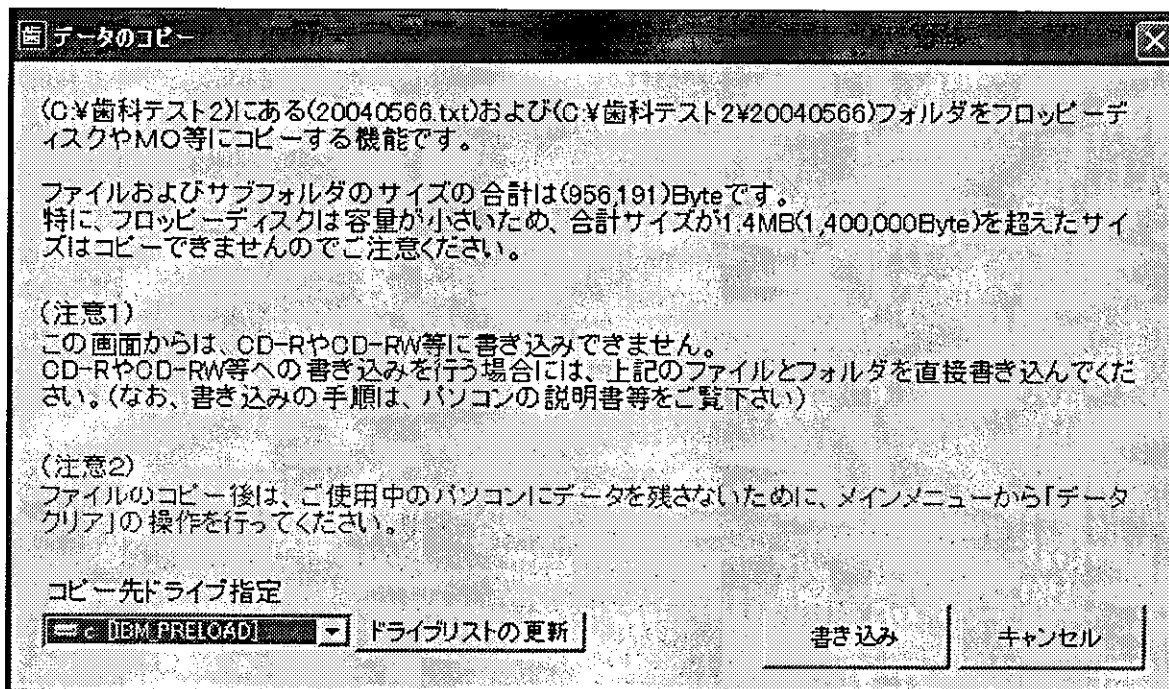 歯 データのコピー
(C:¥歯科テスト2)にある(20040566.txt)および(C:¥歯科テスト2¥20040566)フォルダをフロッピーデ
ィスクやMO等にコピーする機能です。
ファイルおよびサブフォルダのサイズの合計は(956,191)Byteです。
特に、フロッピーディスクは容量が小さいため、合計サイズが1.4MB(1,400,000Byte)を超えたサイ
ズはコピーできませんのでご注意ください。
(注意1)
この画面からは、CD-RやCD-RW等に書き込みできません。
CD-RやCD-RW等への書き込みを行う場合には、上記のファイルとフォルダを直接書き込んでくだ
さい。(なお、書き込みの手順は、パソコンの説明書等をご覧下さい)
(注意2)
ファイルのコピー後は、ご使用中のパソコンにデータを残さないために、メインメニューから「データ
クリア」の操作を行ってください。
コピー先ドライブ指定
c: [IBM_PRELOAD] ドライブリストの更新 書き込み キャンセル